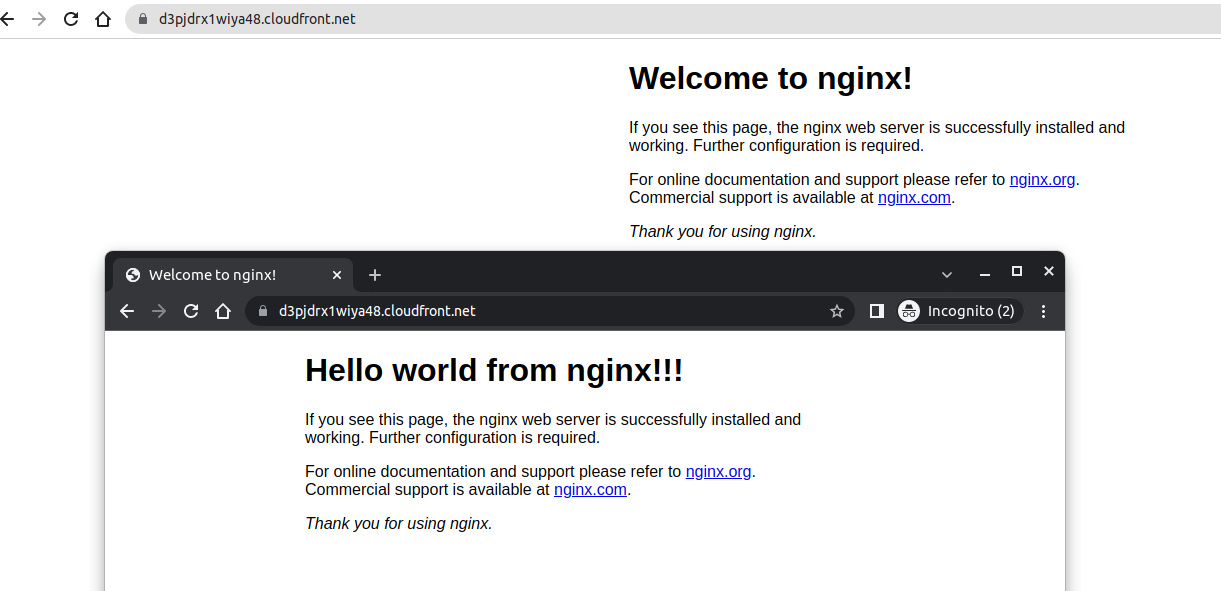 d3pjdrx1wiya48.cloudfront.net
Welcome to nginx!
If you see this page, the nginx web server is successfully installed and
working. Further configuration is required.
For online documentation and support please refer to nginx.org.
Commercial support is available at nginx.com.
Thank you for using nginx.
Welcome to nginx!
d3pjdrx1wiya48.cloudfront.net
Incognito (2)
Hello world from nginx!!!
If you see this page, the nginx web server is successfully installed and
working. Further configuration is required.
For online documentation and support please refer to nginx.org.
Commercial support is available at nginx.com.
Thank you for using nginx.